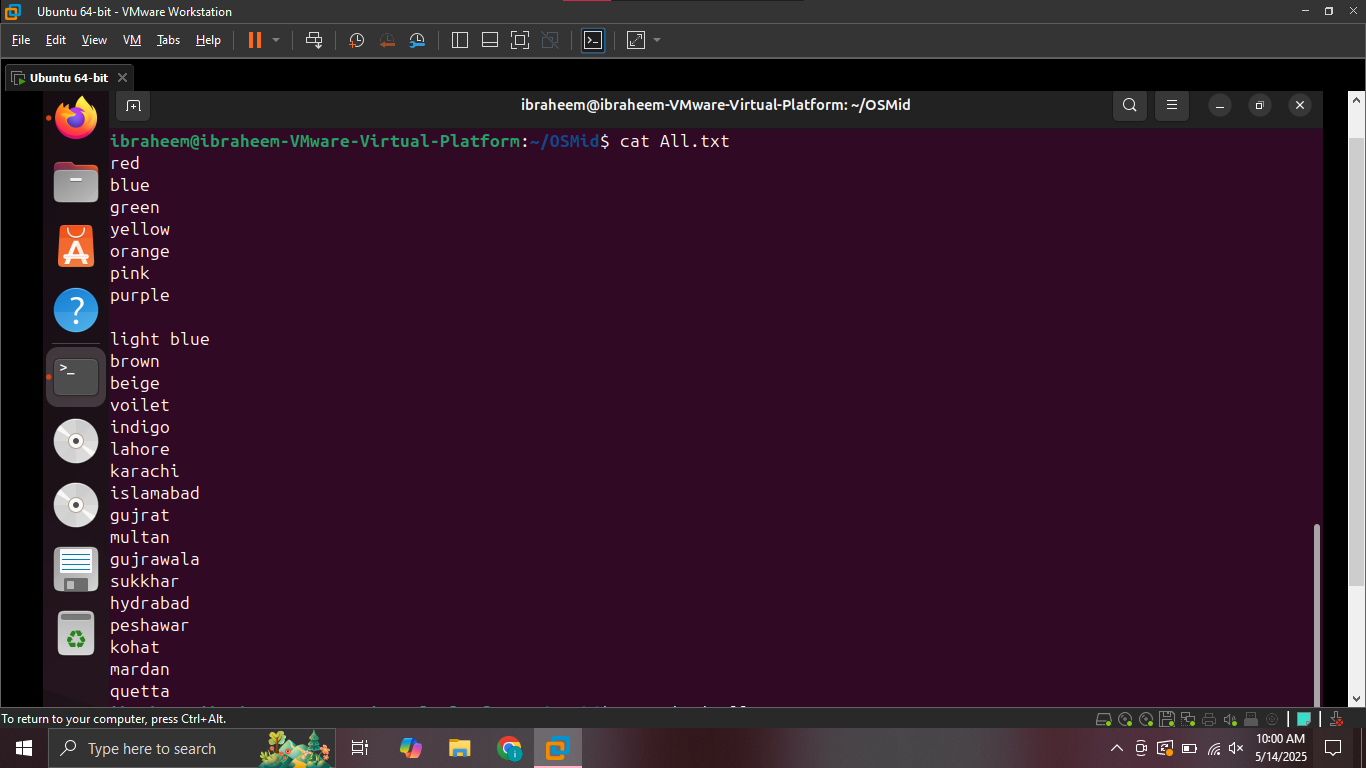 Ubuntu 64-bit - VMware Workstation
File Edit View VM Tabs Help
Ubuntu 64-bit
ibraheem@ibraheem-VMware-Virtual-Platform: ~/OSMid
ibraheem@ibraheem-VMware-Virtual-Platform:~/OSMid$ cat All.txt
red
blue
green
yellow
orange
pink
purple
light blue
brown
beige
voilet
indigo
lahore
karachi
islamabad
gujrat
multan
gujrawala
sukkhar
hydrabad
peshawar
kohat
mardan
quetta
To return to your computer, press Ctrl+Alt.
Type here to search
10:00 AM
5/14/2025